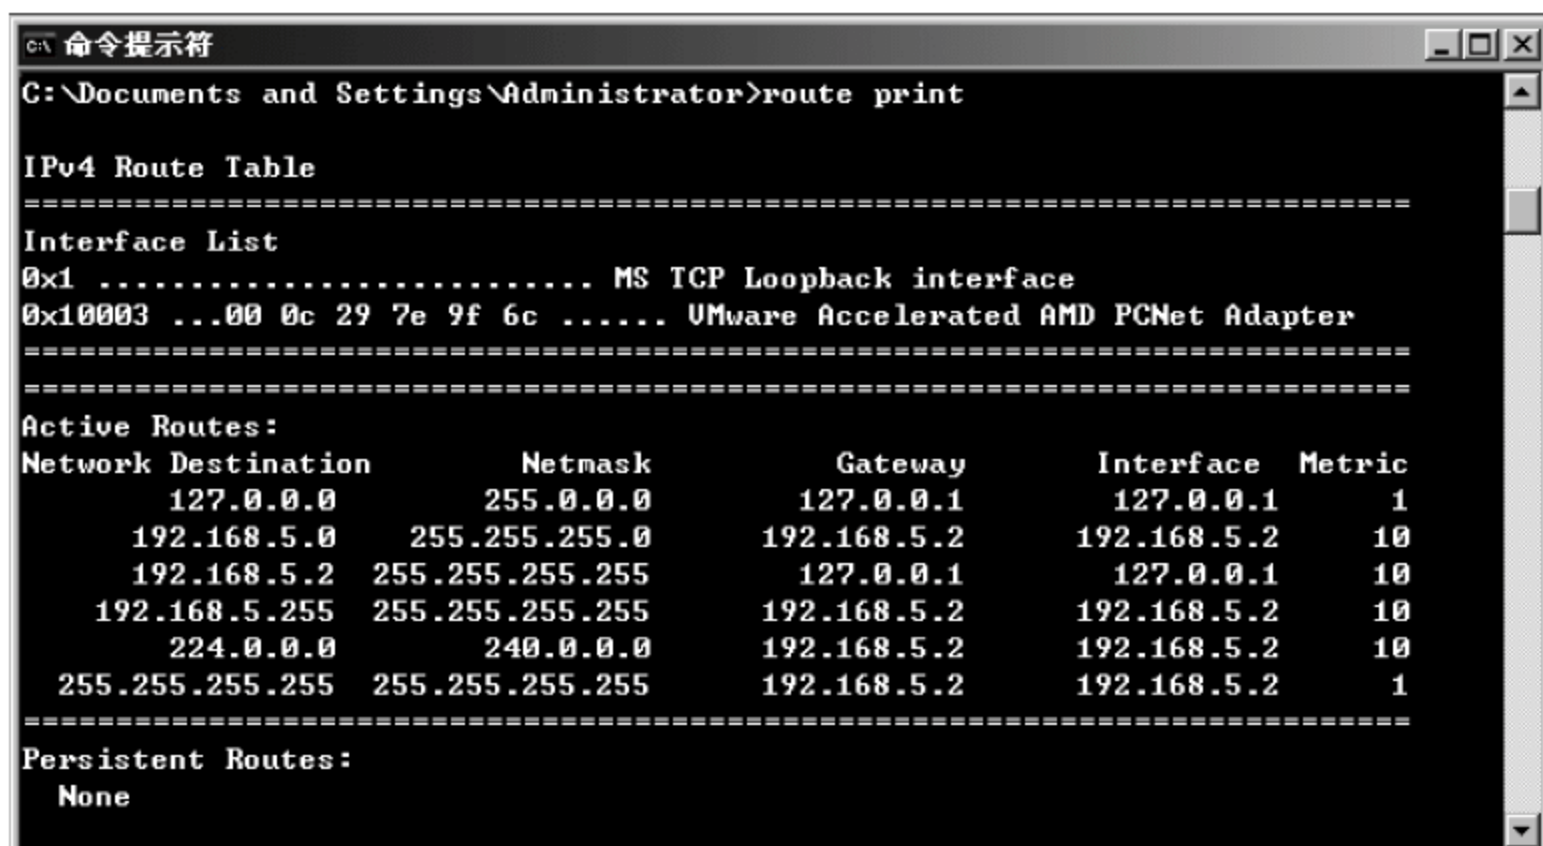 命令提示符
C:\Documents and Settings\Administrator>route print
IPv4 Route Table
===========================================================================
Interface List
0x1 ........................... MS TCP Loopback interface
0x10003 ...00 0c 29 7e 9f 6c ...... VMware Accelerated AMD PCNet Adapter
===========================================================================
===========================================================================
Active Routes:
Network Destination        Netmask          Gateway       Interface  Metric
        127.0.0.0        255.0.0.0        127.0.0.1        127.0.0.1      1
      192.168.5.0    255.255.255.0      192.168.5.2      192.168.5.2     10
      192.168.5.2  255.255.255.255        127.0.0.1        127.0.0.1     10
    192.168.5.255  255.255.255.255      192.168.5.2      192.168.5.2     10
        224.0.0.0        240.0.0.0      192.168.5.2      192.168.5.2     10
  255.255.255.255  255.255.255.255      192.168.5.2      192.168.5.2      1
===========================================================================
Persistent Routes:
  None